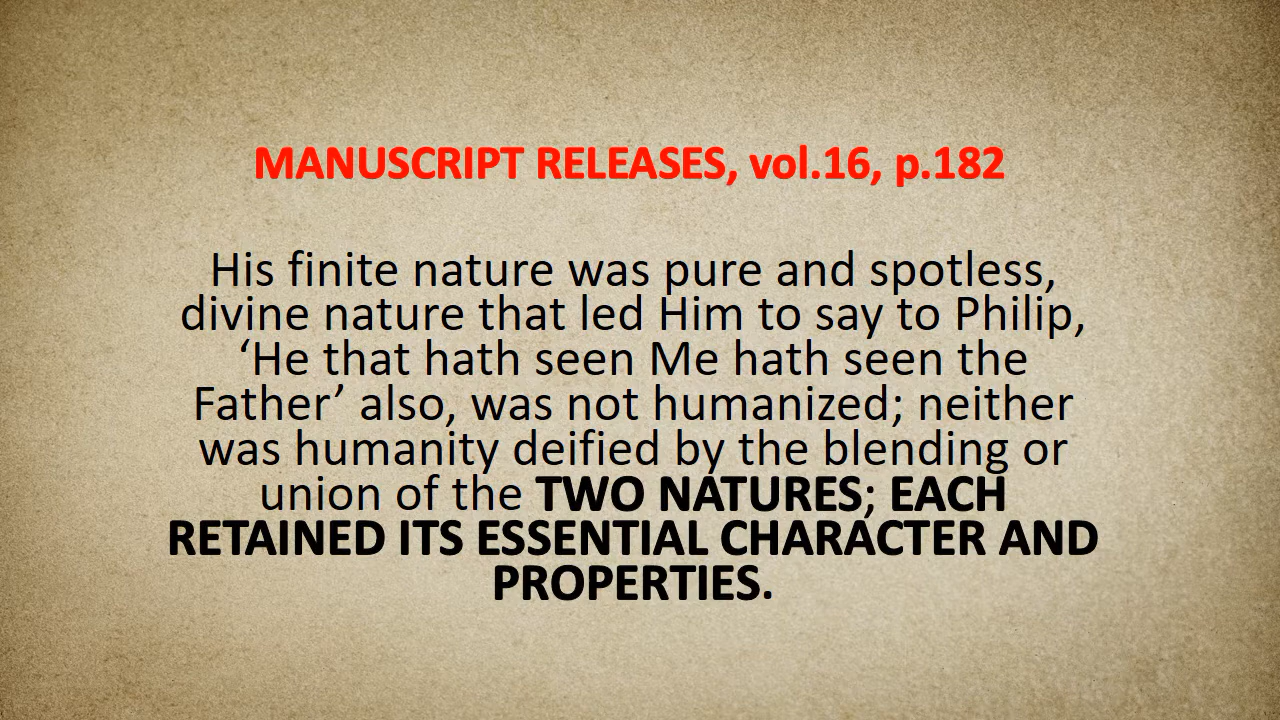 MANUSCRIPT RELEASES, vol.16, p.182
His finite nature was pure and spotless,
divine nature that led Him to say to Philip,
‘He that hath seen Me hath seen the
Father’ also, was not humanized; neither
was humanity deified by the blending or
union of the TWO NATURES; EACH
RETAINED ITS ESSENTIAL CHARACTER AND
PROPERTIES.